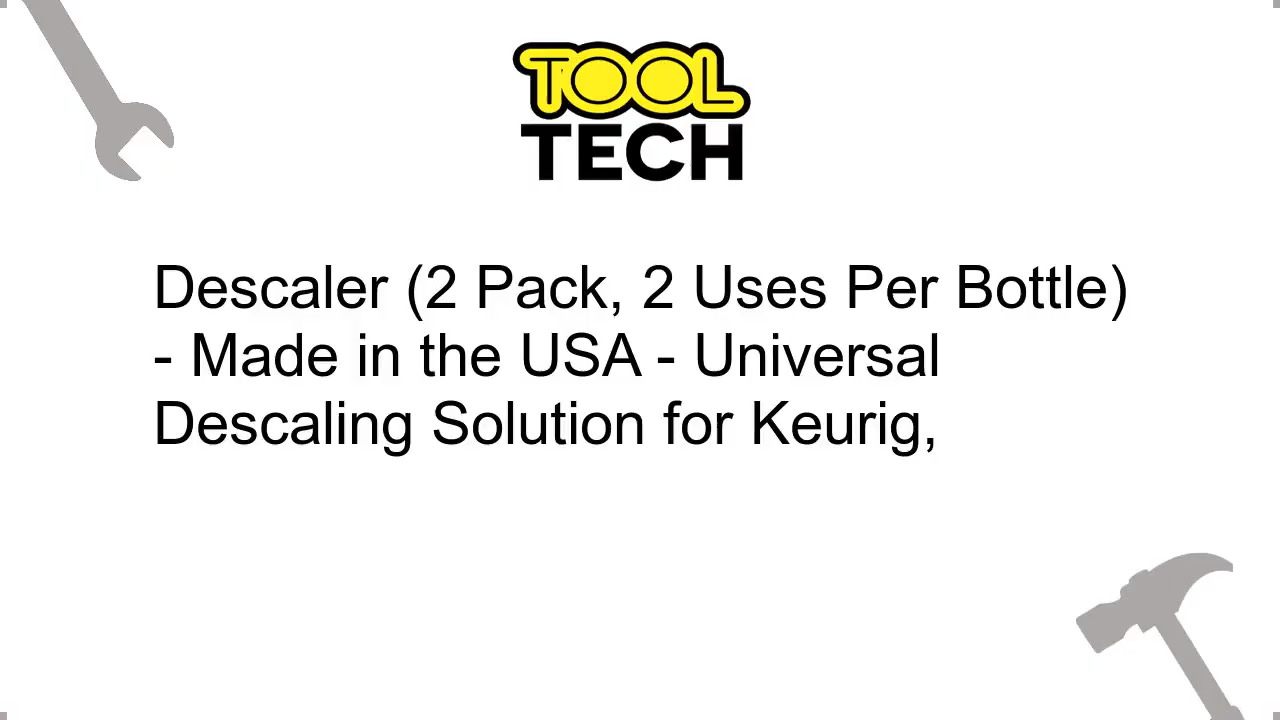 TOOL
TECH
Descaler (2 Pack, 2 Uses Per Bottle)
- Made in the USA - Universal
Descaling Solution for Keurig,